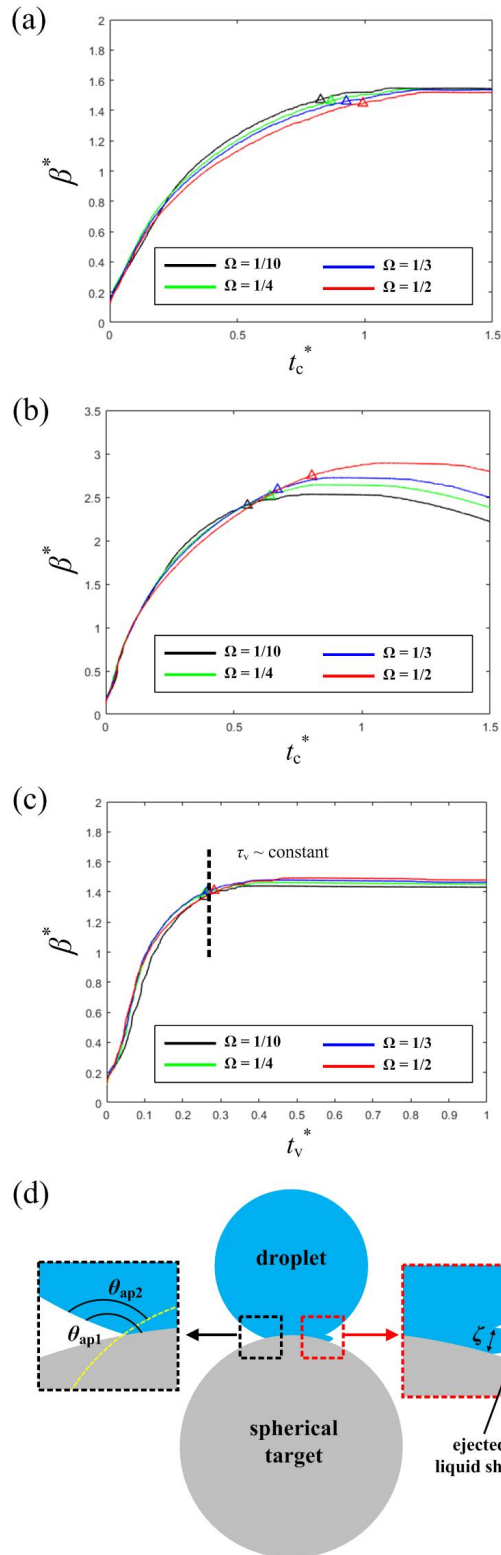 (a)
2
1.8
1.6
1.4
1.2
1
0.8
0.6
0.4
0.2
0
β*
Ω = 1/10
Ω = 1/3
Ω = 1/4
Ω = 1/2
0
0.5
1
1.5
t_c*
(b)
3.5
3
2.5
2
1.5
1
0.5
0
β*
Ω = 1/10
Ω = 1/3
Ω = 1/4
Ω = 1/2
0
0.5
1
1.5
t_c*
(c)
2
1.8
1.6
1.4
1.2
1
0.8
0.6
0.4
0.2
0
β*
τ_v ~ constant
Ω = 1/10
Ω = 1/3
Ω = 1/4
Ω = 1/2
0 0.1 0.2 0.3 0.4 0.5 0.6 0.7 0.8 0.9 1
t_v*
(d)
droplet
θ_ap2
θ_ap1
ζ
spherical
target
ejected
liquid sh